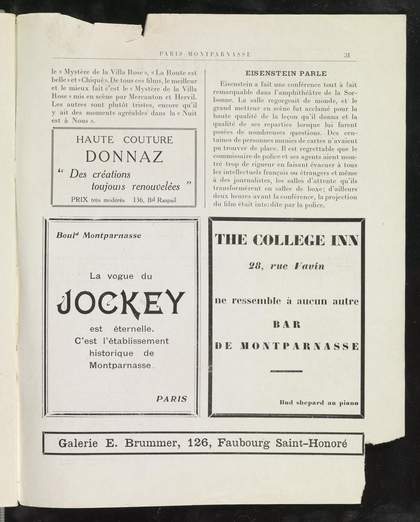 PARIS-MONTPARNASSE
31
le « Mystère de la Villa Rose », « La Route est
belle » et « Chiqué ». De tous ces films, le meilleur
et le mieux fait c'est le « Mystère de la Villa
Rose » mis en scène par Mercanton et Hervil.
Les autres sont plutôt tristes, encore qu'il
y ait des moments agréables dans la « Nuit
est à Nous ».
HAUTE COUTURE
DONNAZ
" Des créations
toujours renouvelées "
PRIX très modérés 136, Bd Raspail
EISENSTEIN PARLE
Eisenstein a fait une conférence tout à fait
remarquable dans l'amphithéâtre de la Sor-
bonne. La salle regorgeait de monde, et le
grand metteur en scène fut acclamé pour la
haute qualité de la leçon qu'il donna et la
qualité de ses reparties lorsque lui furent
posées de nombreuses questions. Des cen-
taines de personnes munies de cartes n'avaient
pu trouver de place. Il est regrettable que le
commissaire de police et ses agents aient mon-
tré trop de rigueur en faisant évacuer à tous
les intellectuels français ou étrangers et même
à des journalistes, les salles d'attente qu'ils
transformèrent en salles de boxe; d'ailleurs
deux heures avant la conférence, la projection
du film était interdite par la police.
Bould Montparnasse
La vogue du
JOCKEY
est éternelle.
C'est l'établissement
historique de
Montparnasse
PARIS
THE COLLEGE INN
28, rue Vavin
ne ressemble à aucun autre
BAR
DE MONTPARNASSE
Bud shepard au piano
Galerie E. Brummer, 126, Faubourg Saint-Honoré